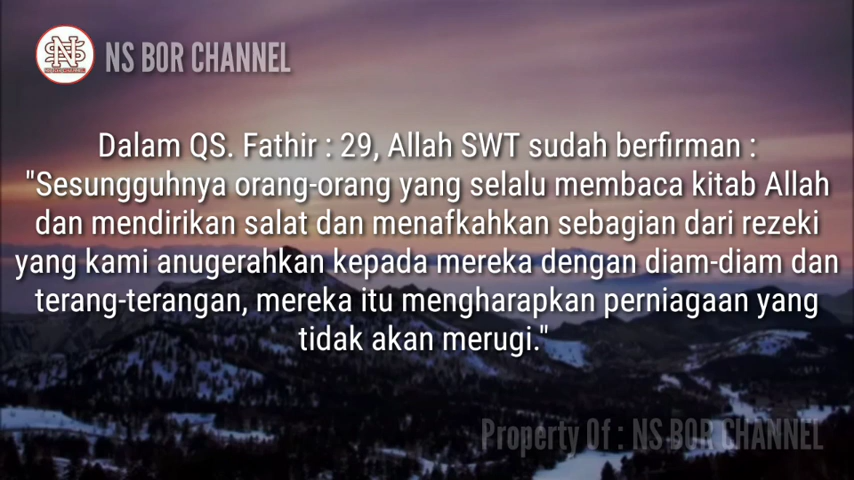 NS BOR CHANNEL
Dalam QS. Fathir : 29, Allah SWT sudah berfirman :
"Sesungguhnya orang-orang yang selalu membaca kitab Allah
dan mendirikan salat dan menafkahkan sebagian dari rezeki
yang kami anugerahkan kepada mereka dengan diam-diam dan
terang-terangan, mereka itu mengharapkan perniagaan yang
tidak akan merugi."
Property Of : NS BOR CHANNEL